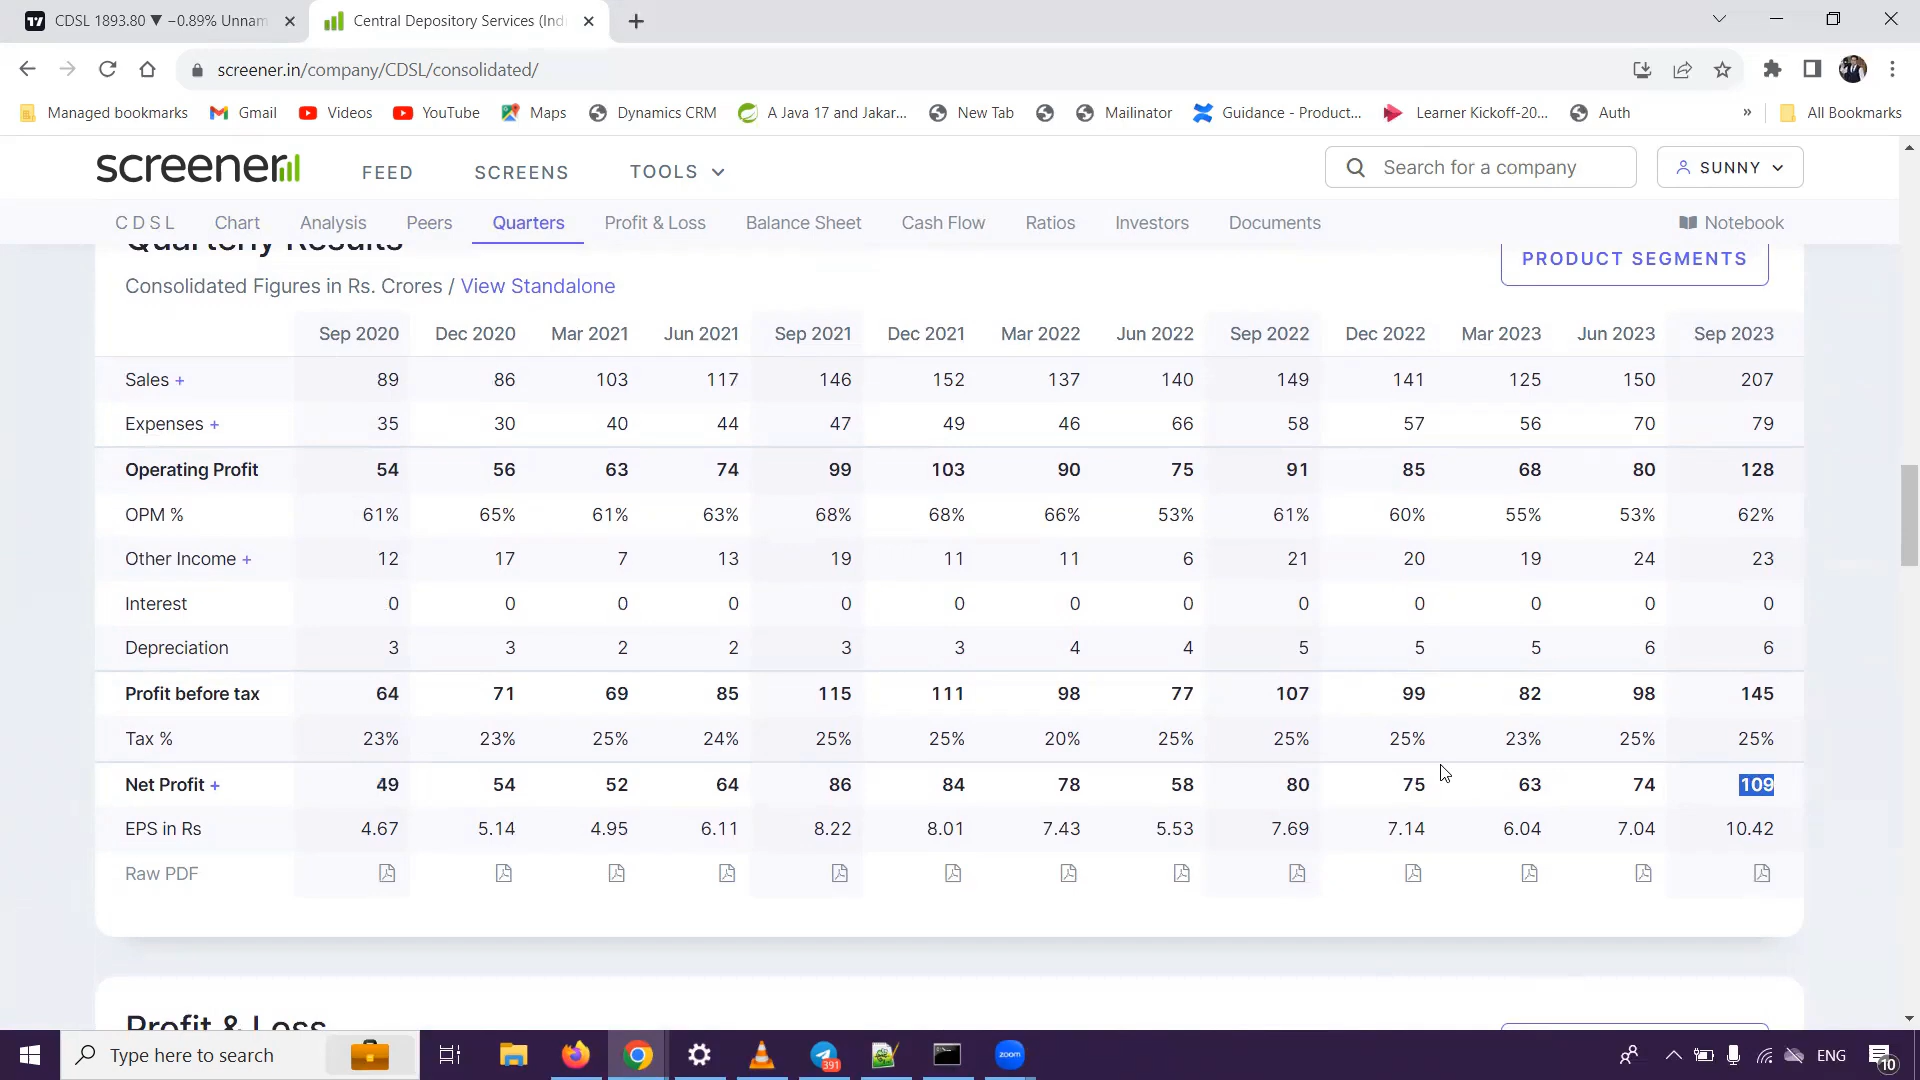 CDSL 1893.80 ▼ −0.89% Unnam
Central Depository Services (Ind
screener.in/company/CDSL/consolidated/
Managed bookmarks Gmail Videos YouTube Maps Dynamics CRM A Java 17 and Jakar... New Tab Mailinator Guidance - Product... Learner Kickoff-20... Auth » All Bookmarks
screener FEED SCREENS TOOLS Search for a company SUNNY
C D S L Chart Analysis Peers Quarters Profit & Loss Balance Sheet Cash Flow Ratios Investors Documents Notebook
Quarterly Results
PRODUCT SEGMENTS
Consolidated Figures in Rs. Crores / View Standalone
Sep 2020 Dec 2020 Mar 2021 Jun 2021 Sep 2021 Dec 2021 Mar 2022 Jun 2022 Sep 2022 Dec 2022 Mar 2023 Jun 2023 Sep 2023
Sales + 89 86 103 117 146 152 137 140 149 141 125 150 207
Expenses + 35 30 40 44 47 49 46 66 58 57 56 70 79
Operating Profit 54 56 63 74 99 103 90 75 91 85 68 80 128
OPM % 61% 65% 61% 63% 68% 68% 66% 53% 61% 60% 55% 53% 62%
Other Income + 12 17 7 13 19 11 11 6 21 20 19 24 23
Interest 0 0 0 0 0 0 0 0 0 0 0 0 0
Depreciation 3 3 2 2 3 3 4 4 5 5 5 6 6
Profit before tax 64 71 69 85 115 111 98 77 107 99 82 98 145
Tax % 23% 23% 25% 24% 25% 25% 20% 25% 25% 25% 23% 25% 25%
Net Profit + 49 54 52 64 86 84 78 58 80 75 63 74 109
EPS in Rs 4.67 5.14 4.95 6.11 8.22 8.01 7.43 5.53 7.69 7.14 6.04 7.04 10.42
Raw PDF
Profit & Loss
Type here to search 391 zoom ENG 10